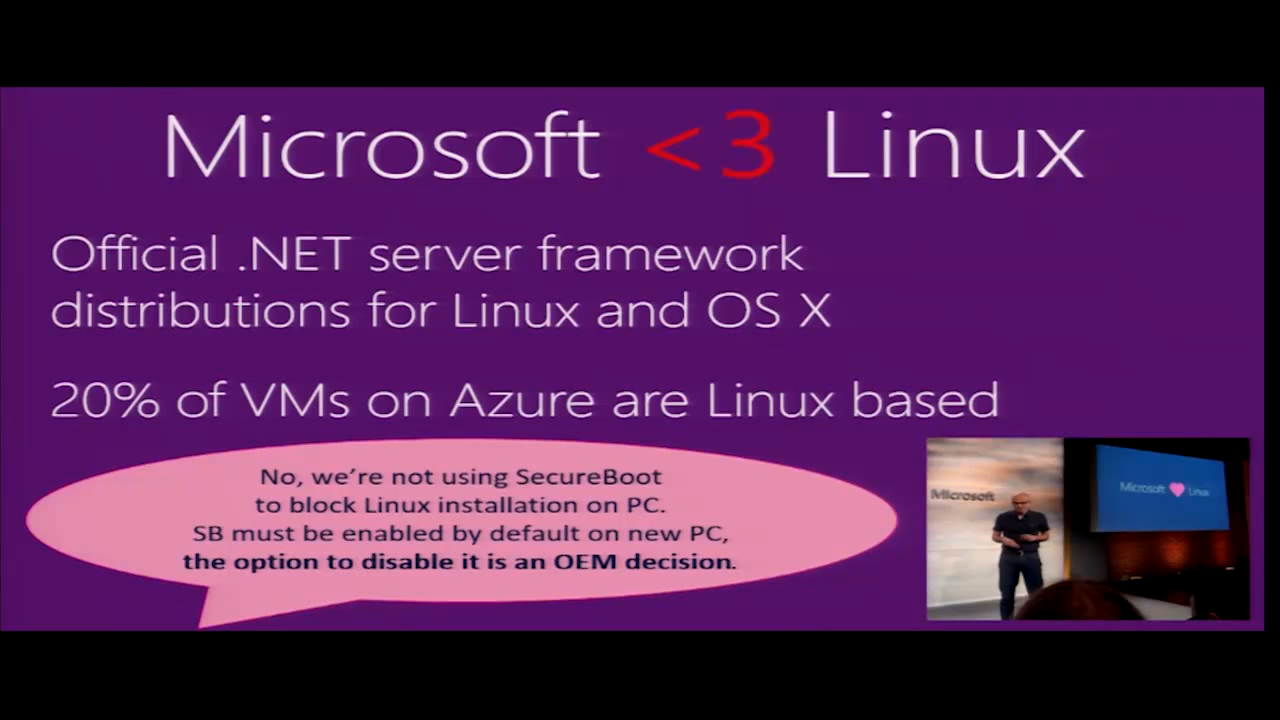 Microsoft <3 Linux
Official .NET server framework
distributions for Linux and OS X
20% of VMs on Azure are Linux based
No, we're not using SecureBoot
to block Linux installation on PC.
SB must be enabled by default on new PC,
the option to disable it is an OEM decision.
Microsoft
Microsoft Linux